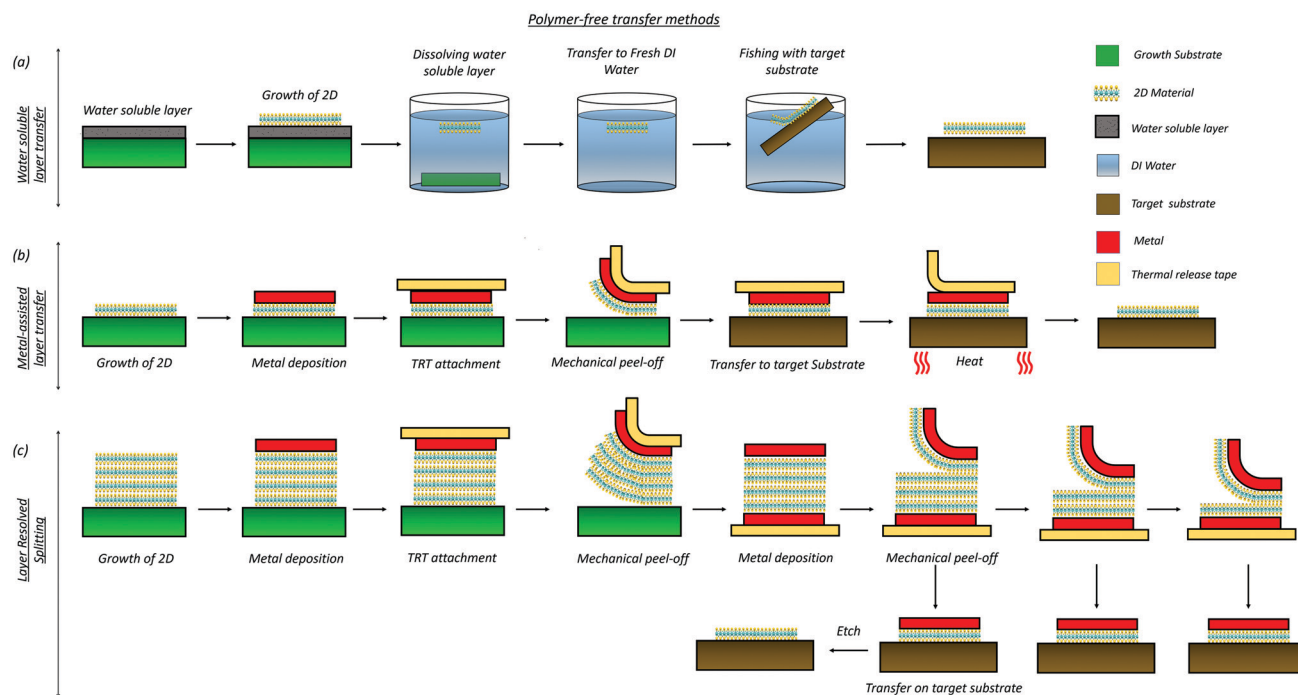 Polymer-free transfer methods
(a)
Water soluble
layer transfer
Water soluble layer
Growth of 2D
Dissolving water
soluble layer
Transfer to Fresh DI
Water
Fishing with target
substrate
Growth Substrate
2D Material
Water soluble layer
DI Water
Target substrate
Metal
Thermal release tape
(b)
Metal-assisted
layer transfer
Growth of 2D
Metal deposition
TRT attachment
Mechanical peel-off
Transfer to target Substrate
Heat
(c)
Layer Resolved
Splitting
Growth of 2D
Metal deposition
TRT attachment
Mechanical peel-off
Metal deposition
Mechanical peel-off
Etch
Transfer on target substrate